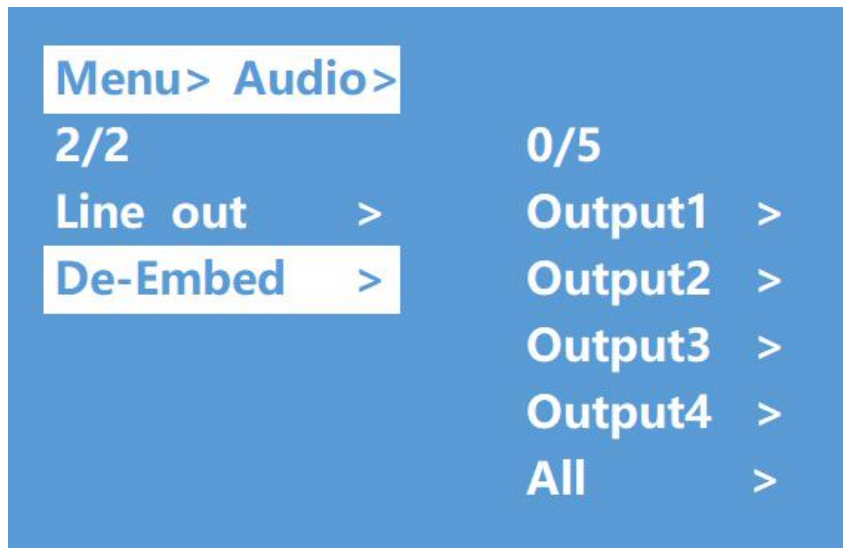 Menu> Audio>
2/2
Line out >
De-Embed >
0/5
Output1 >
Output2 >
Output3 >
Output4 >
All >